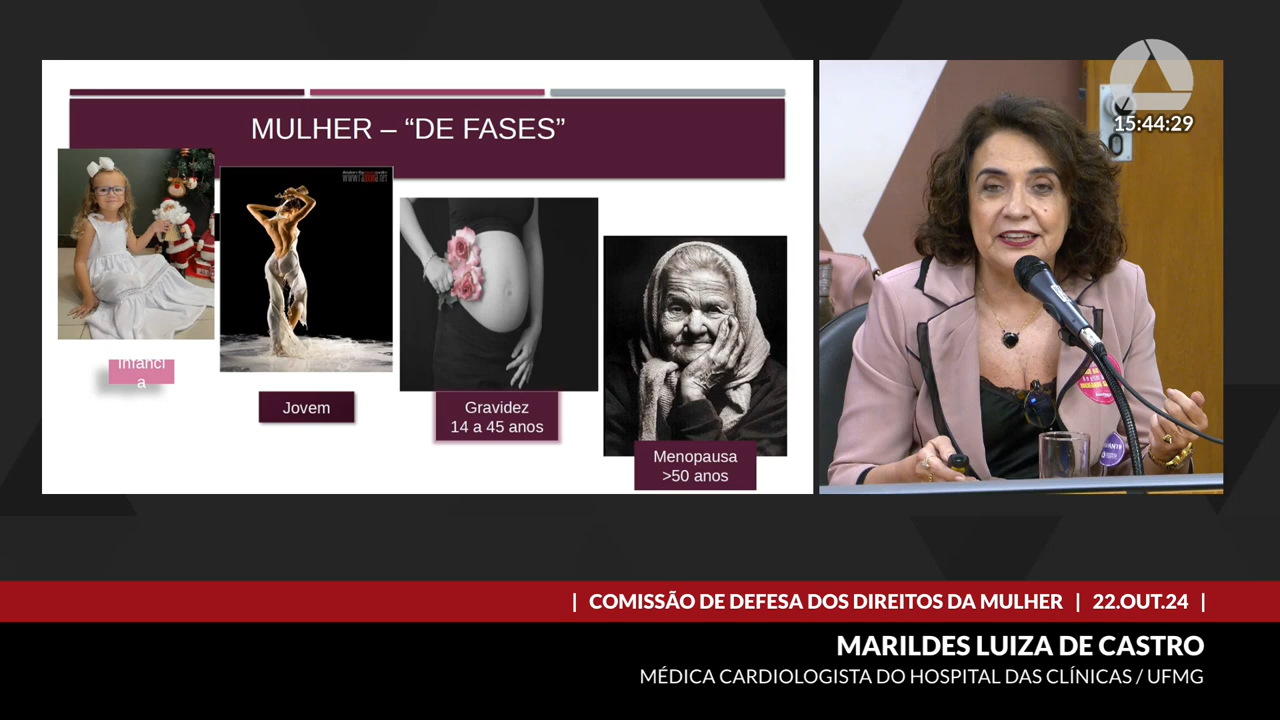 MULHER – “DE FASES”
Infânci
a
Jovem
Gravidez
14 a 45 anos
Menopausa
>50 anos
15:44:29
| COMISSÃO DE DEFESA DOS DIREITOS DA MULHER | 22.OUT.24 |
MARILDES LUIZA DE CASTRO
MÉDICA CARDIOLOGISTA DO HOSPITAL DAS CLÍNICAS / UFMG